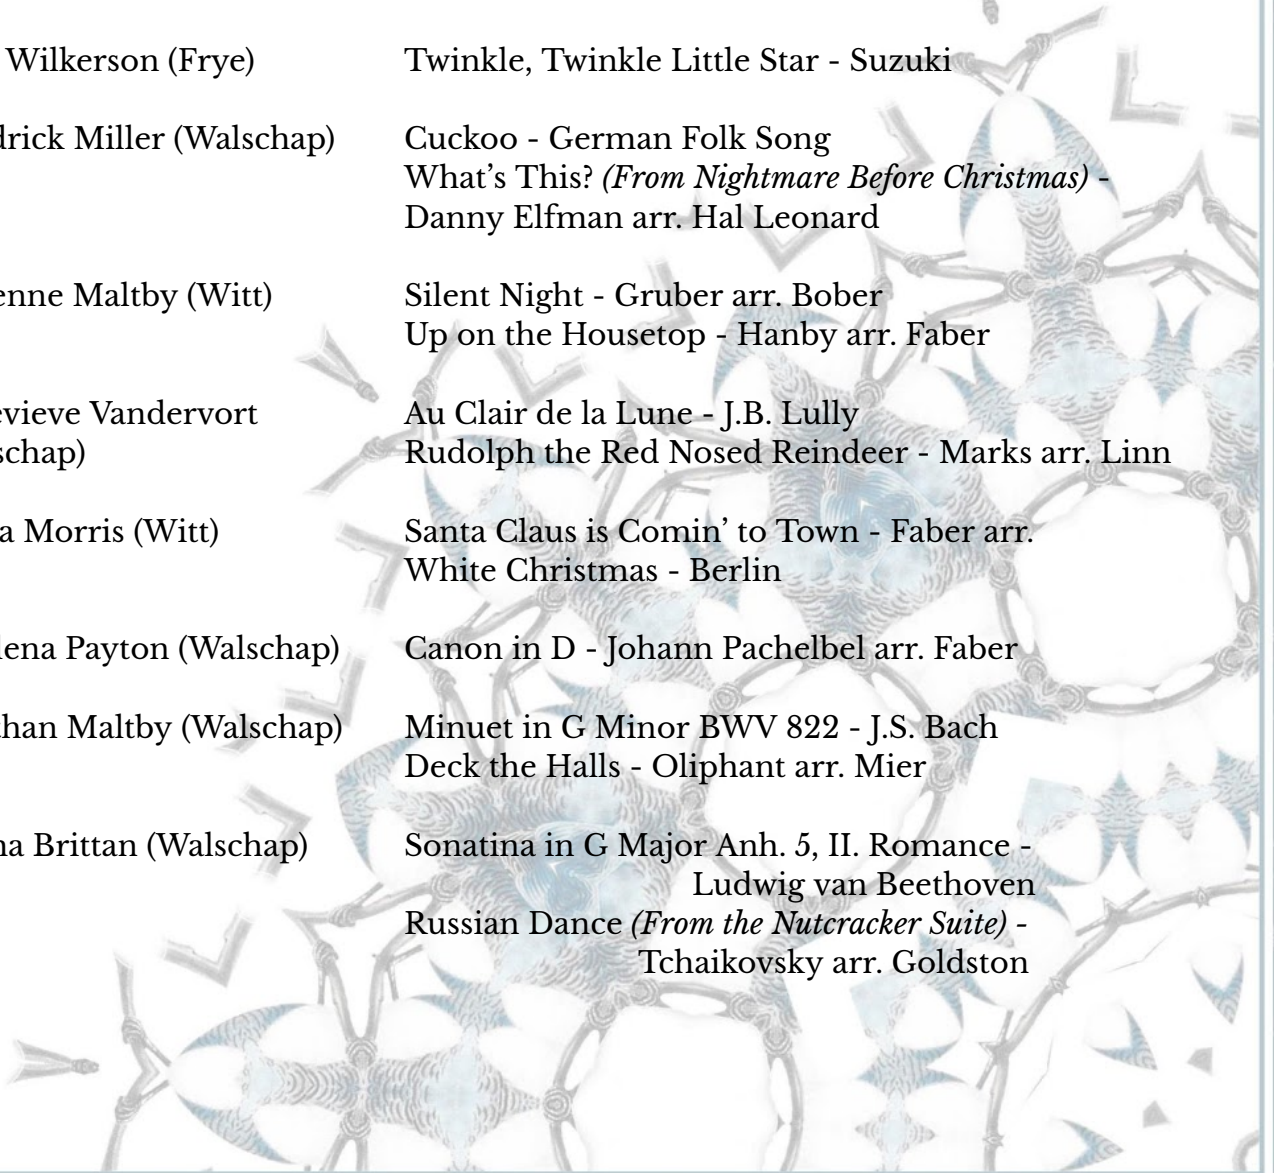 Wilkerson (Frye) Twinkle, Twinkle Little Star - Suzuki
drick Miller (Walschap) Cuckoo - German Folk Song
What’s This? (From Nightmare Before Christmas) -
Danny Elfman arr. Hal Leonard
enne Maltby (Witt) Silent Night - Gruber arr. Bober
Up on the Housetop - Hanby arr. Faber
evieve Vandervort Au Clair de la Lune - J.B. Lully
schap) Rudolph the Red Nosed Reindeer - Marks arr. Linn
a Morris (Witt) Santa Claus is Comin’ to Town - Faber arr.
White Christmas - Berlin
lena Payton (Walschap) Canon in D - Johann Pachelbel arr. Faber
than Maltby (Walschap) Minuet in G Minor BWV 822 - J.S. Bach
Deck the Halls - Oliphant arr. Mier
na Brittan (Walschap) Sonatina in G Major Anh. 5, II. Romance -
Ludwig van Beethoven
Russian Dance (From the Nutcracker Suite) -
Tchaikovsky arr. Goldston